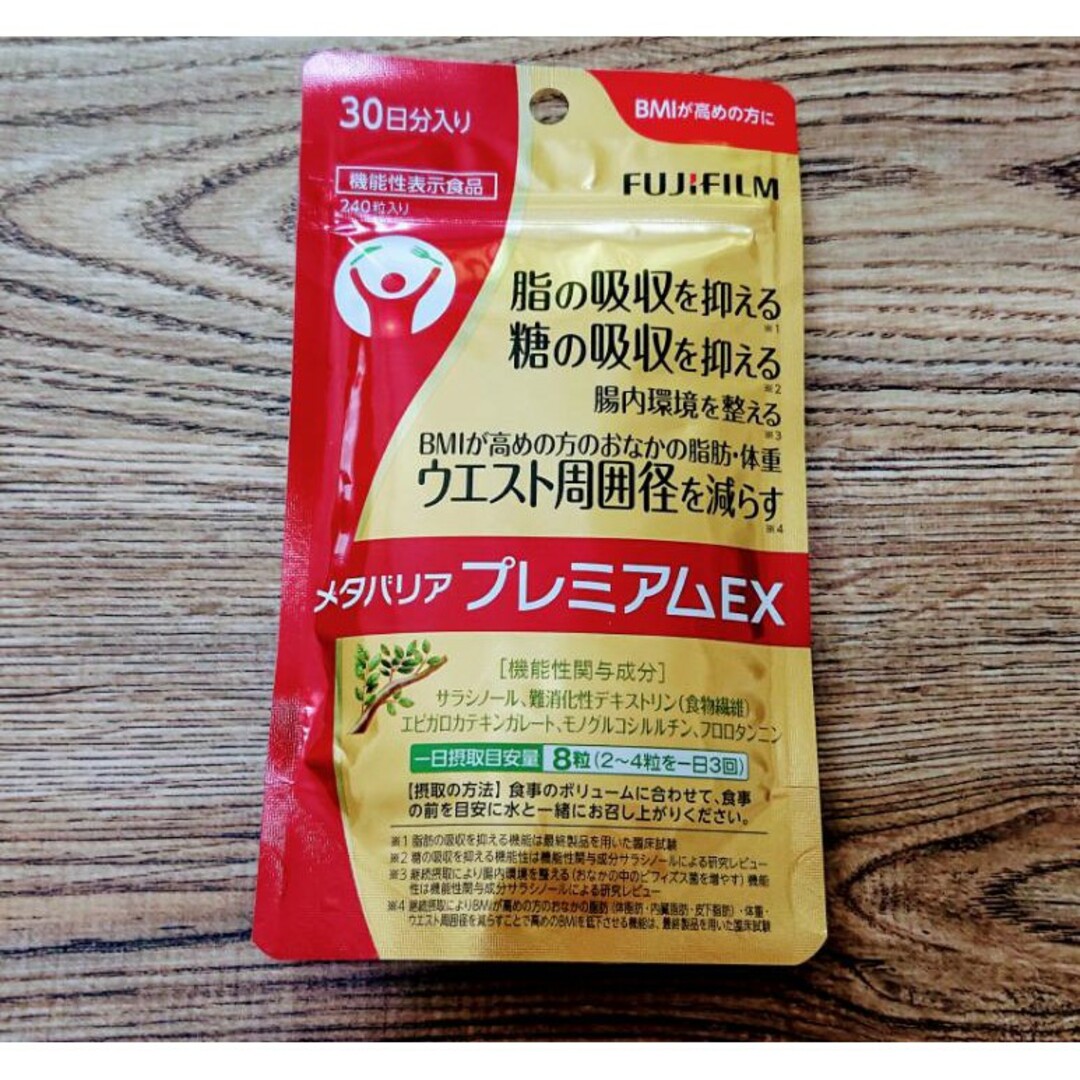 30日分入り
BMIが高めの方に
機能性表示食品
240粒入り
FUJIFILM
脂の吸収を抑える
※1
糖の吸収を抑える
※2
腸内環境を整える
※3
BMIが高めの方のおなかの脂肪・体重
ウエスト周囲径を減らす
※4
メタバリア プレミアムEX
[機能性関与成分]
サラシノール、難消化性デキストリン(食物繊維)
エピガロカテキンガレート、モノグルコシルルチン、フロロタンニン
一日摂取目安量 8粒(2〜4粒を一日3回)
【摂取の方法】食事のボリュームに合わせて、食事
の前を目安に水と一緒にお召し上がりください。
※1 脂肪の吸収を抑える機能は最終製品を用いた臨床試験
※2 糖の吸収を抑える機能性は機能性関与成分サラシノールによる研究レビュー
※3 継続摂取により腸内環境を整える(おなかの中のビフィズス菌を増やす)機能
性は機能性関与成分サラシノールによる研究レビュー
※4 継続摂取によりBMIが高めの方のおなかの脂肪(体脂肪・内臓脂肪・皮下脂肪)・体重・
ウエスト周囲径を減らすことで高めのBMIを低下させる機能は、最終製品を用いた臨床試験